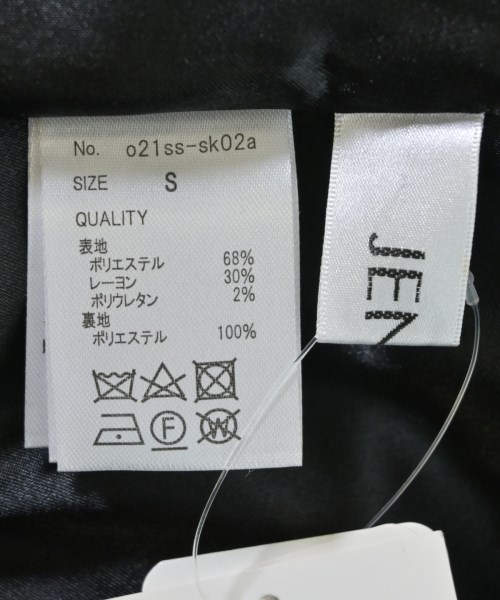 No. o21ss-sk02a
SIZE S
QUALITY
表地
ポリエステル 68%
レーヨン 30%
ポリウレタン 2%
裏地
ポリエステル 100%
F
W
JEN